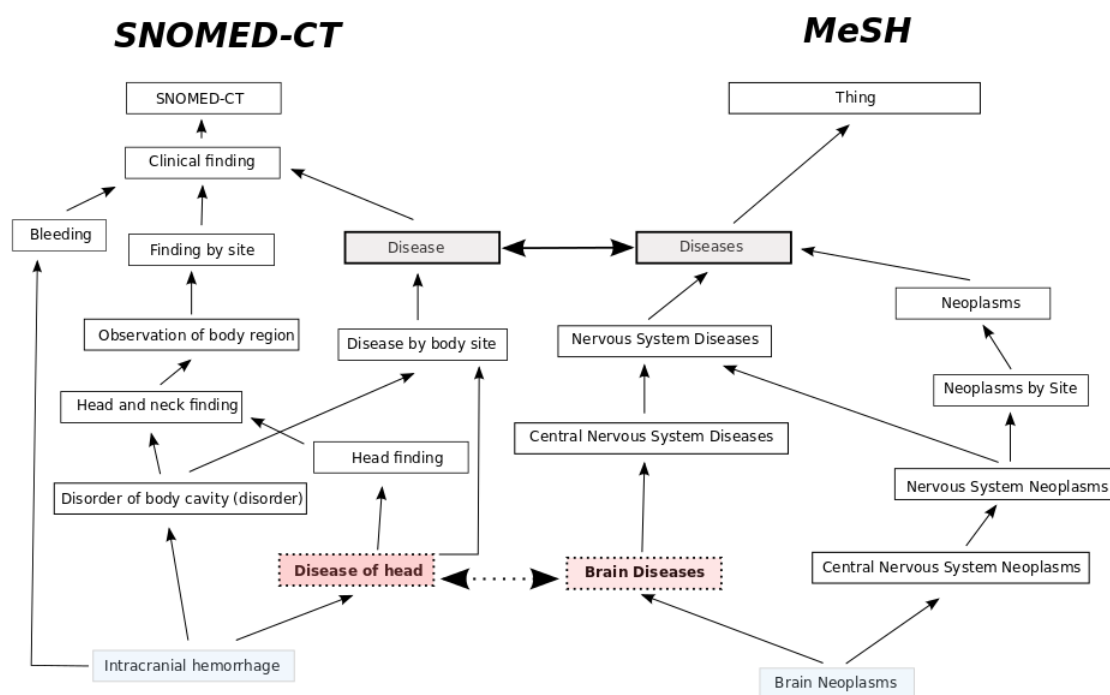 SNOMED-CT
MeSH
SNOMED-CT
Thing
Clinical finding
Bleeding
Finding by site
Disease
Diseases
Neoplasms
Observation of body region
Disease by body site
Nervous System Diseases
Neoplasms by Site
Head and neck finding
Central Nervous System Diseases
Head finding
Disorder of body cavity (disorder)
Nervous System Neoplasms
Disease of head
Brain Diseases
Central Nervous System Neoplasms
Intracranial hemorrhage
Brain Neoplasms